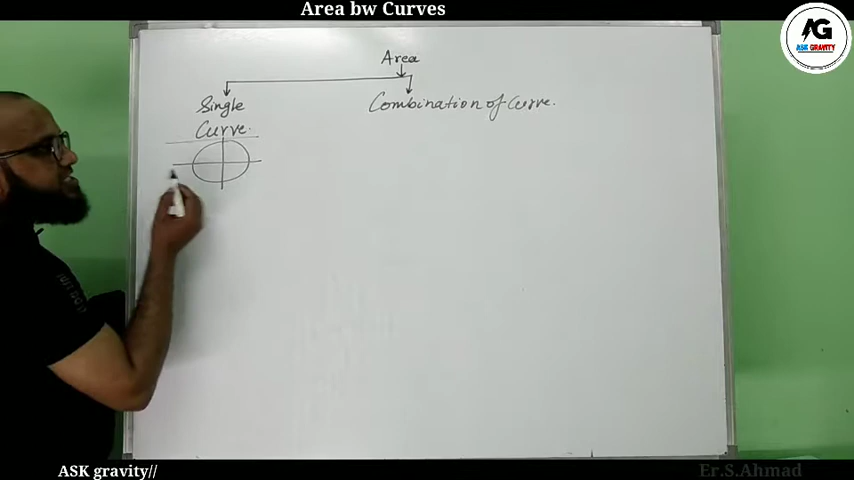 Area bw Curves
AG
ASK GRAVITY
Area
Single
Curve.
Combination of Curve.
ASK gravity//
Er.S.Ahmad